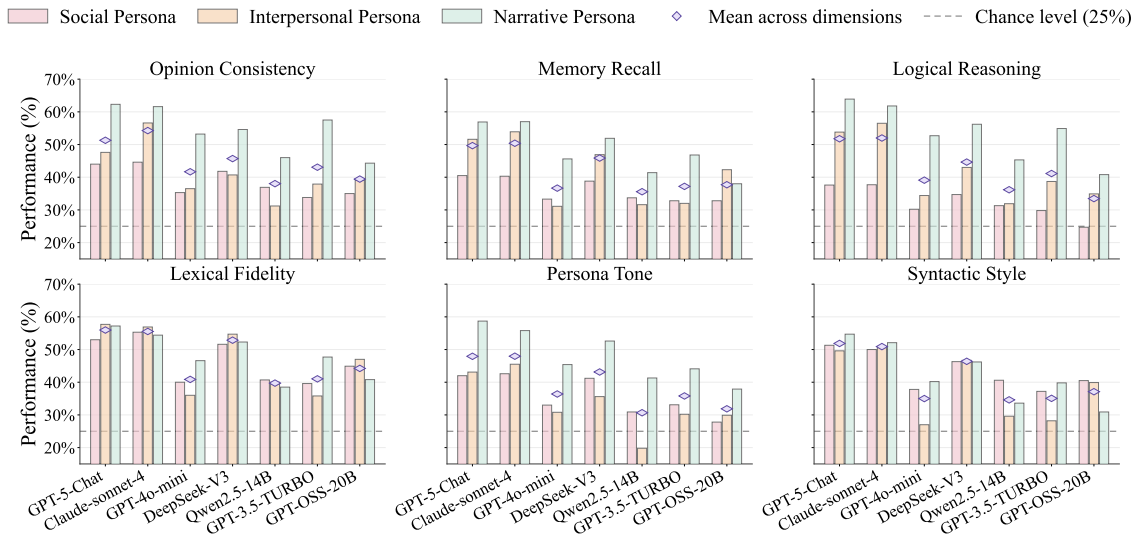 Social Persona Interpersonal Persona Narrative Persona Mean across dimensions Chance level (25%)
Opinion Consistency Memory Recall Logical Reasoning
Performance (%)
70%
60%
50%
40%
30%
20%
Lexical Fidelity Persona Tone Syntactic Style
Performance (%)
70%
60%
50%
40%
30%
20%
GPT-5-Chat
Claude-sonnet-4
GPT-4o-mini
DeepSeek-V3
Qwen2.5-14B
GPT-3.5-TURBO
GPT-OSS-20B
GPT-5-Chat
Claude-sonnet-4
GPT-4o-mini
DeepSeek-V3
Qwen2.5-14B
GPT-3.5-TURBO
GPT-OSS-20B
GPT-5-Chat
Claude-sonnet-4
GPT-4o-mini
DeepSeek-V3
Qwen2.5-14B
GPT-3.5-TURBO
GPT-OSS-20B